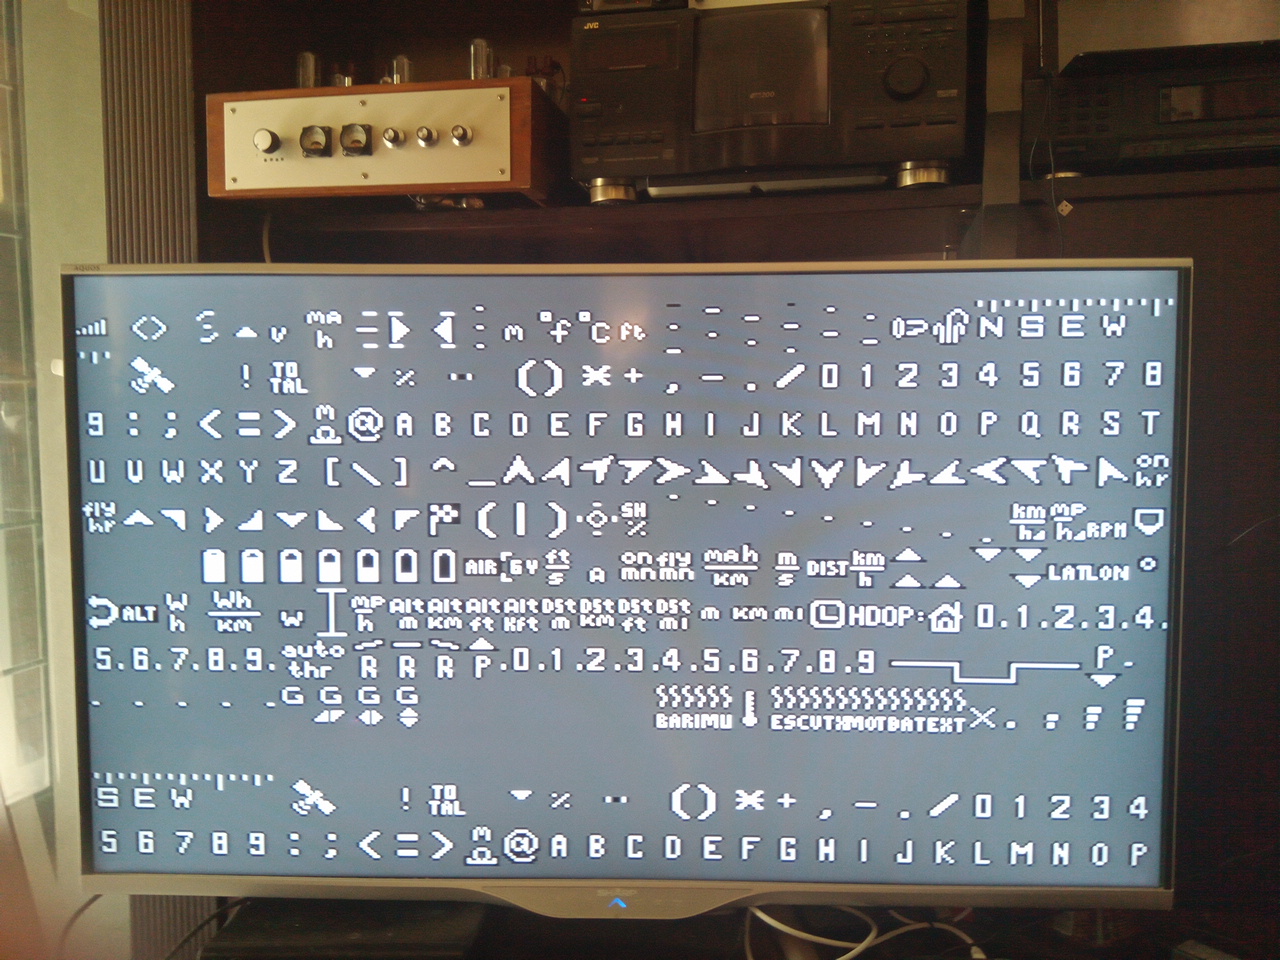 JVC
AQUOS
mA h V m °F °C ft N S E W
! TO TAL % ( ) * + , - . / 0 1 2 3 4 5 6 7 8
9 : ; < = > @ A B C D E F G H I J K L M N O P Q R S T
U V W X Y Z [ \ ] ^ _ on hr
fly hr ( | ) SH % km h mp h RPM
AIR G V ft s A on mn fly mn mAh km m s DIST km h LAT LON °
ALT W h Wh km W mp h Alt m Alt km Alt ft Alt Kft Dst m Dst km Dst ft Dst mi m km mi HDOP: 0.1.2.3.4.
5.6.7.8.9. auto thr R R R P .0.1.2.3.4.5.6.7.8.9 P -
G G G G BAR IMU ESC VTX MOT BAT EXT X
S E W ! TO TAL % ( ) * + , - . / 0 1 2 3 4
5 6 7 8 9 : ; < = > @ A B C D E F G H I J K L M N O P